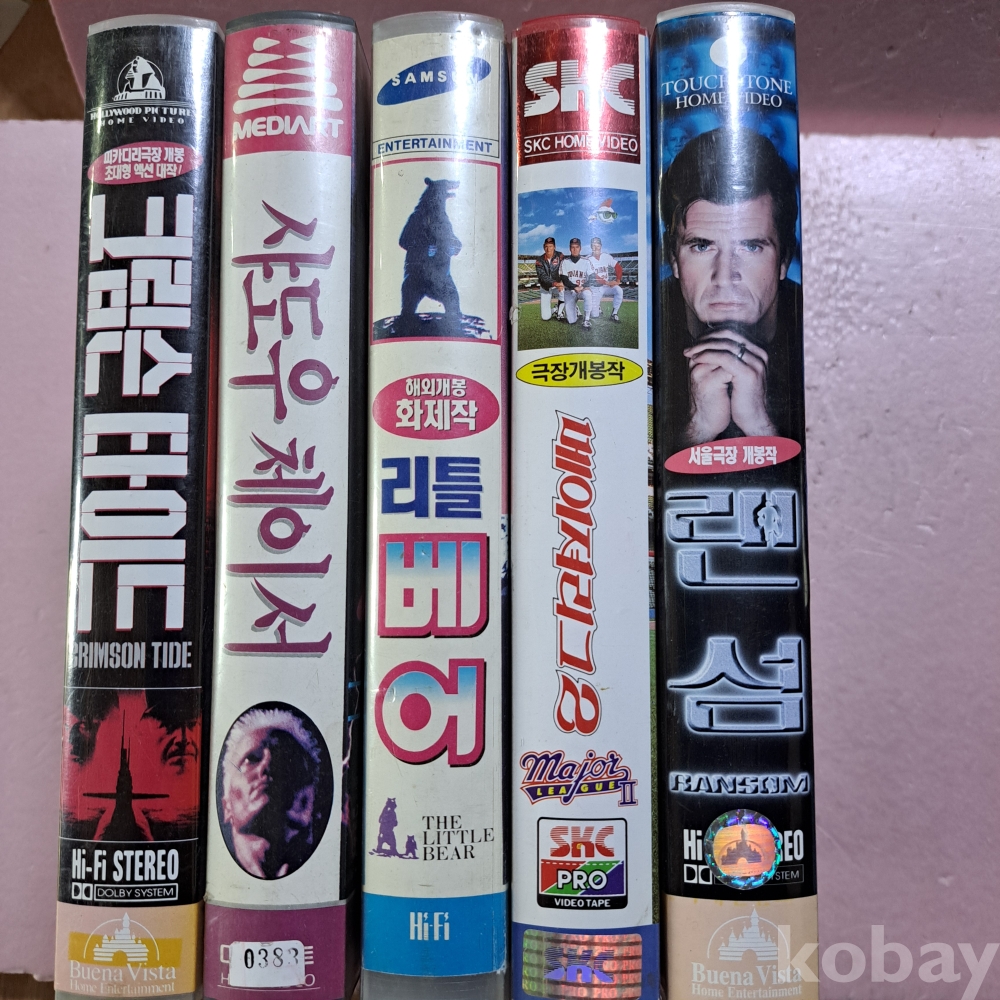 HOLLYWOOD PICTURES
HOME VIDEO
피카디리극장 개봉
초대형 액션 대작!
크림슨 타이드
CRIMSON TIDE
Hi-Fi STEREO
DOLBY SYSTEM
Buena Vista
Home Entertainment
MEDIART
샤도우 체이서
0383
SAMSUNG
ENTERTAINMENT
해외개봉
화제작
리틀
베어
THE
LITTLE
BEAR
Hi-Fi
SKC
SKC HOME VIDEO
INDIANS
극장개봉작
메이저리그 2
Major
LEAGUE II
SKC
PRO
VIDEO TAPE
SKC
TOUCHSTONE
HOME VIDEO
서울극장 개봉작
랜섬
RANSOM
Buena Vista
Home Entertainment
kobay